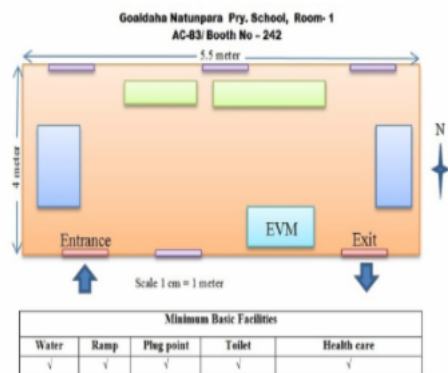 Goaldaha Natunpara Pry. School, Room- 1
AC-83/ Booth No – 242
5.5 meter
4 meter
N
EVM
Entrance
Exit
Scale 1 cm = 1 meter
Minimum Basic Facilities
Water Ramp Plug point Toilet Health care
√ √ √ √ √